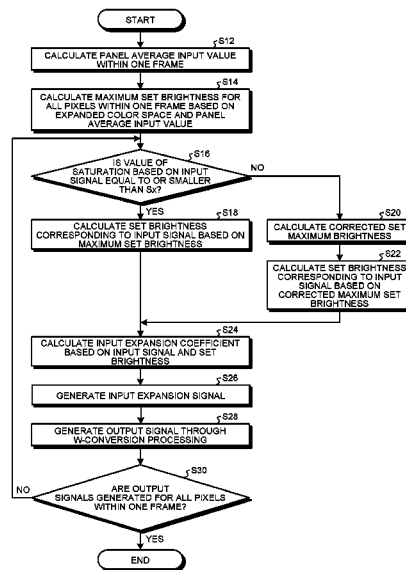 START
S12
CALCULATE PANEL AVERAGE INPUT VALUE
WITHIN ONE FRAME
S14
CALCULATE MAXIMUM SET BRIGHTNESS FOR
ALL PIXELS WITHIN ONE FRAME BASED ON
EXPANDED COLOR SPACE AND PANEL
AVERAGE INPUT VALUE
S16
IS VALUE OF
SATURATION BASED ON INPUT
SIGNAL EQUAL TO OR SMALLER
THAN Sx?
NO
YES
S18
CALCULATE SET BRIGHTNESS
CORRESPONDING TO INPUT SIGNAL BASED ON
MAXIMUM SET BRIGHTNESS
S20
CALCULATE CORRECTED SET
MAXIMUM BRIGHTNESS
S22
CALCULATE SET BRIGHTNESS
CORRESPONDING TO INPUT
SIGNAL BASED ON
CORRECTED MAXIMUM SET
BRIGHTNESS
S24
CALCULATE INPUT EXPANSION COEFFICIENT
BASED ON INPUT SIGNAL AND SET
BRIGHTNESS
S26
GENERATE INPUT EXPANSION SIGNAL
S28
GENERATE OUTPUT SIGNAL THROUGH
W-CONVERSION PROCESSING
S30
NO
ARE OUTPUT
SIGNALS GENERATED FOR ALL PIXELS
WITHIN ONE FRAME?
YES
END